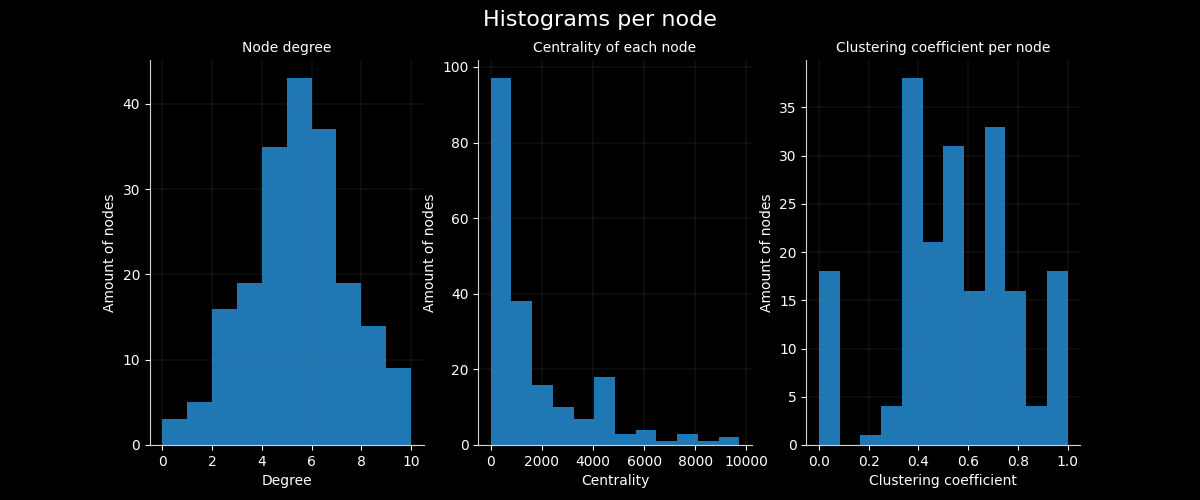 Histograms per node
Node degree
Amount of nodes
40
30
20
10
0
0 2 4 6 8 10
Degree
Centrality of each node
Amount of nodes
100
80
60
40
20
0
0 2000 4000 6000 8000 10000
Centrality
Clustering coefficient per node
Amount of nodes
35
30
25
20
15
10
5
0
0.0 0.2 0.4 0.6 0.8 1.0
Clustering coefficient